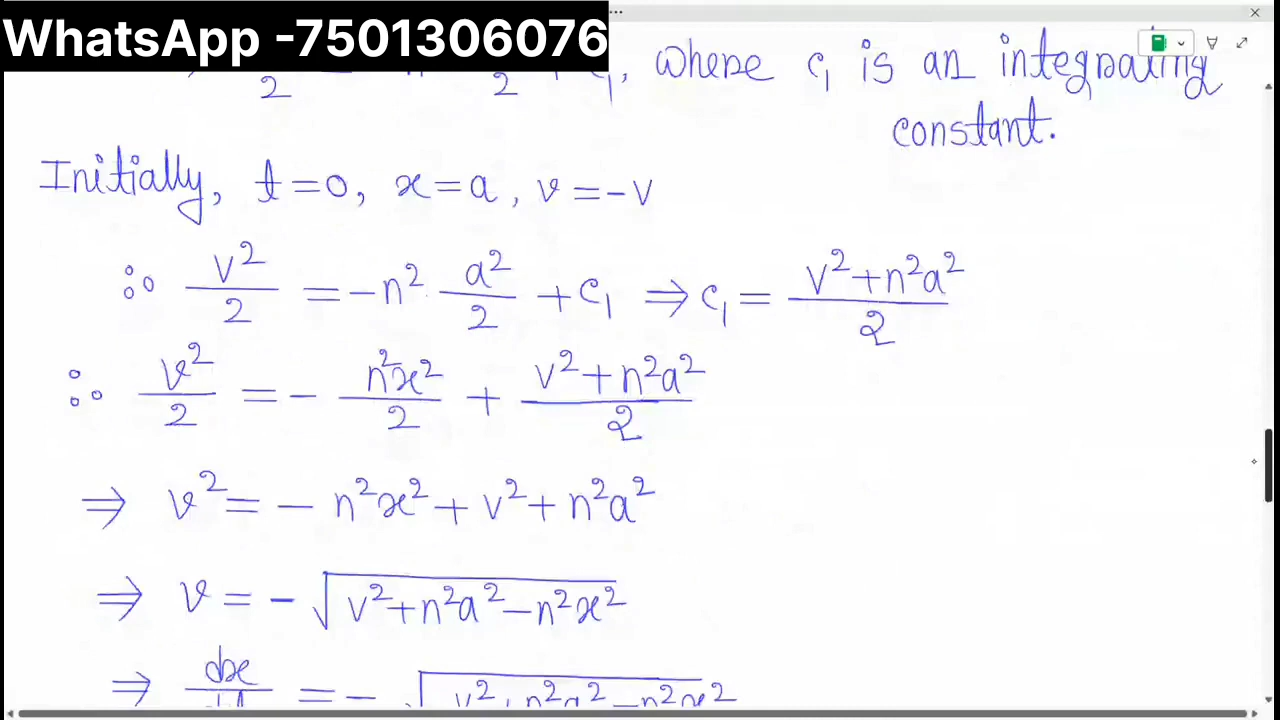 WhatsApp -7501306076
2 2 + c₁, where c₁ is an integrating
constant.
Initially, t=0, x=a, v=-V
∴ V²/2 = -n². a²/2 + c₁ ⇒ c₁ = (V²+n²a²)/2
∴ v²/2 = - n²x²/2 + (V²+n²a²)/2
⇒ v² = - n²x² + V² + n²a²
⇒ v = - √(V²+n²a²-n²x²)
⇒ dx/dt = - √(V²+n²a²-n²x²)